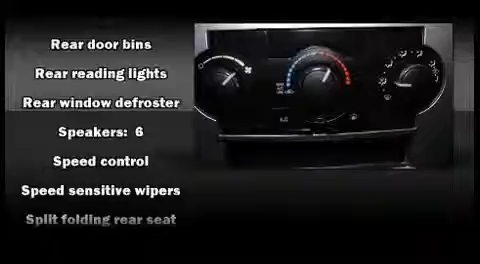 Rear door bins
Rear reading lights
Rear window defroster
Speakers: 6
Speed control
Speed sensitive wipers
Split folding rear seat